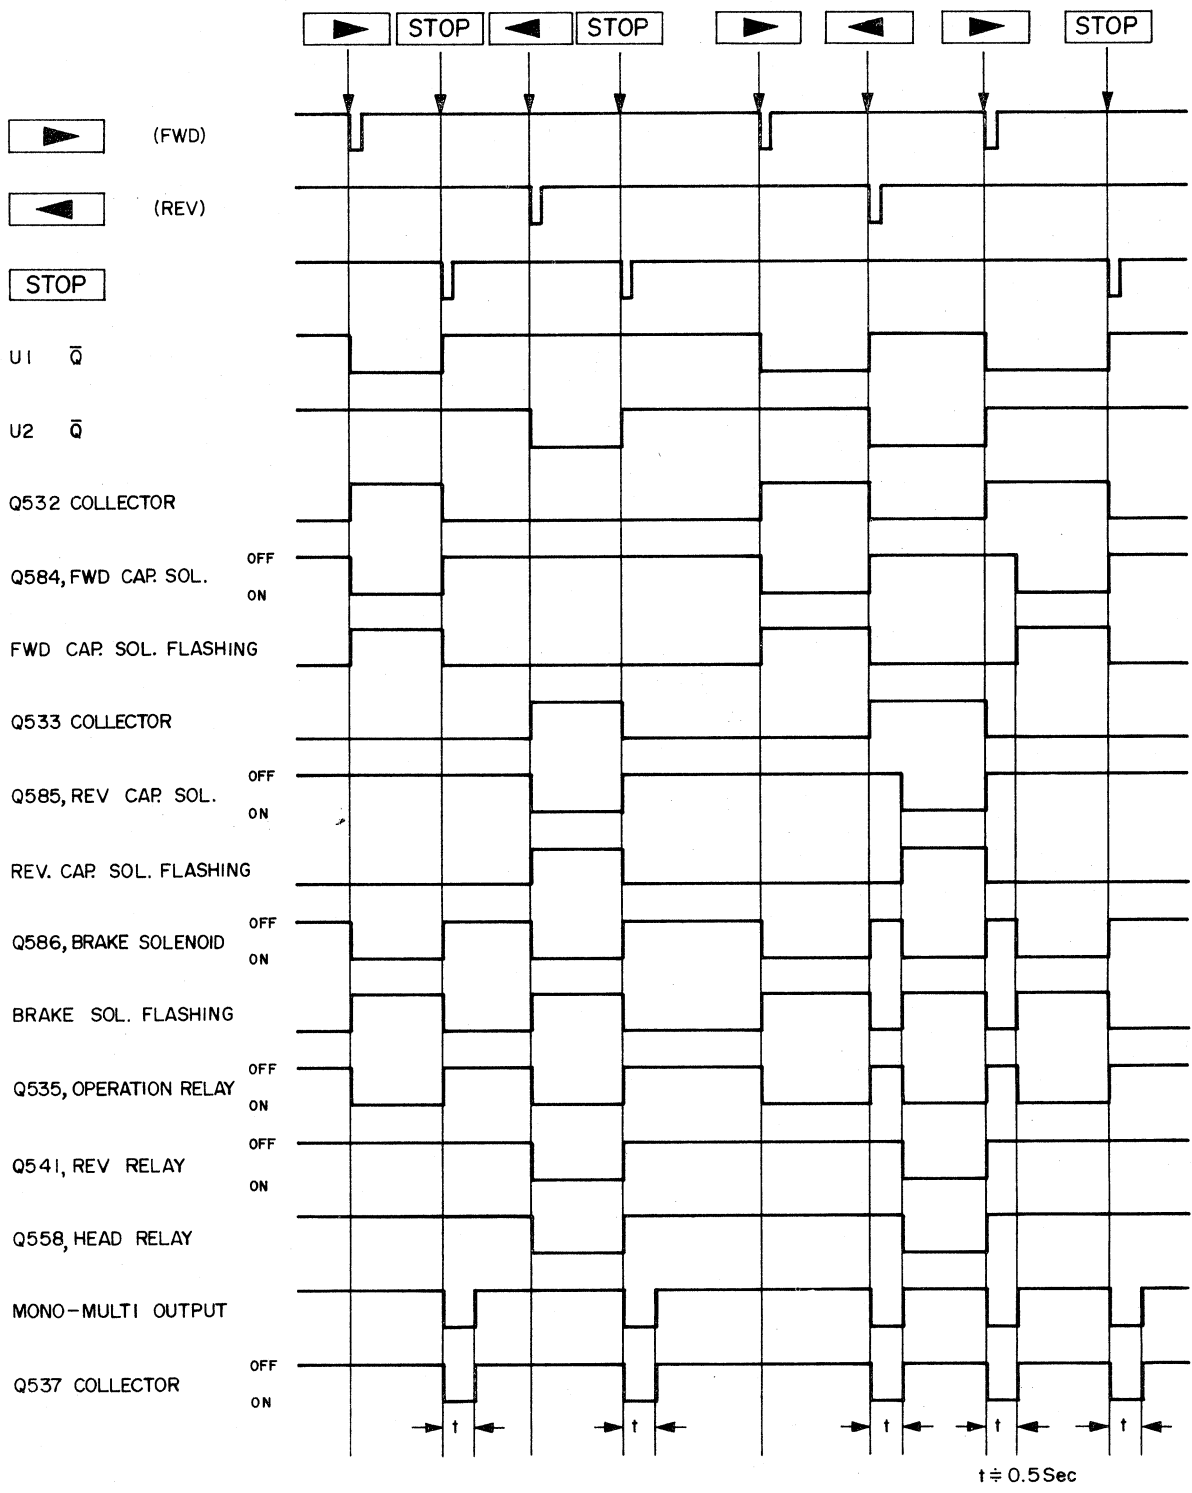 STOP STOP STOP
(FWD)
(REV)
STOP
U1 Q̅
U2 Q̅
Q532 COLLECTOR
OFF
Q584, FWD CAP. SOL.
ON
FWD CAP. SOL. FLASHING
Q533 COLLECTOR
OFF
Q585, REV CAP. SOL.
ON
REV. CAP. SOL. FLASHING
OFF
Q586, BRAKE SOLENOID
ON
BRAKE SOL. FLASHING
OFF
Q535, OPERATION RELAY
ON
OFF
Q541, REV RELAY
ON
Q558, HEAD RELAY
MONO-MULTI OUTPUT
OFF
Q537 COLLECTOR
ON
t t t t t
t ≑ 0.5 Sec